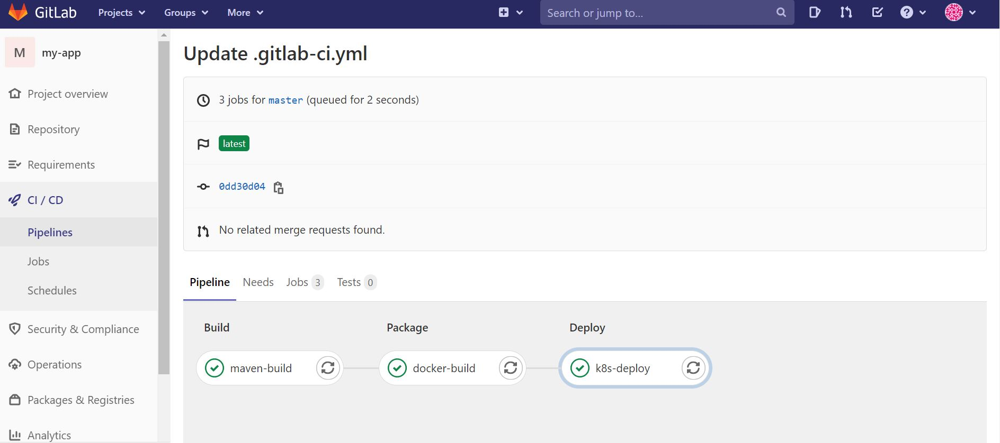 GitLab Projects Groups More Search or jump to...
M my-app
Project overview
Repository
Requirements
CI / CD
Pipelines
Jobs
Schedules
Security & Compliance
Operations
Packages & Registries
Analytics
Update .gitlab-ci.yml
3 jobs for master (queued for 2 seconds)
latest
0dd30d04
No related merge requests found.
Pipeline Needs Jobs 3 Tests 0
Build Package Deploy
maven-build docker-build k8s-deploy